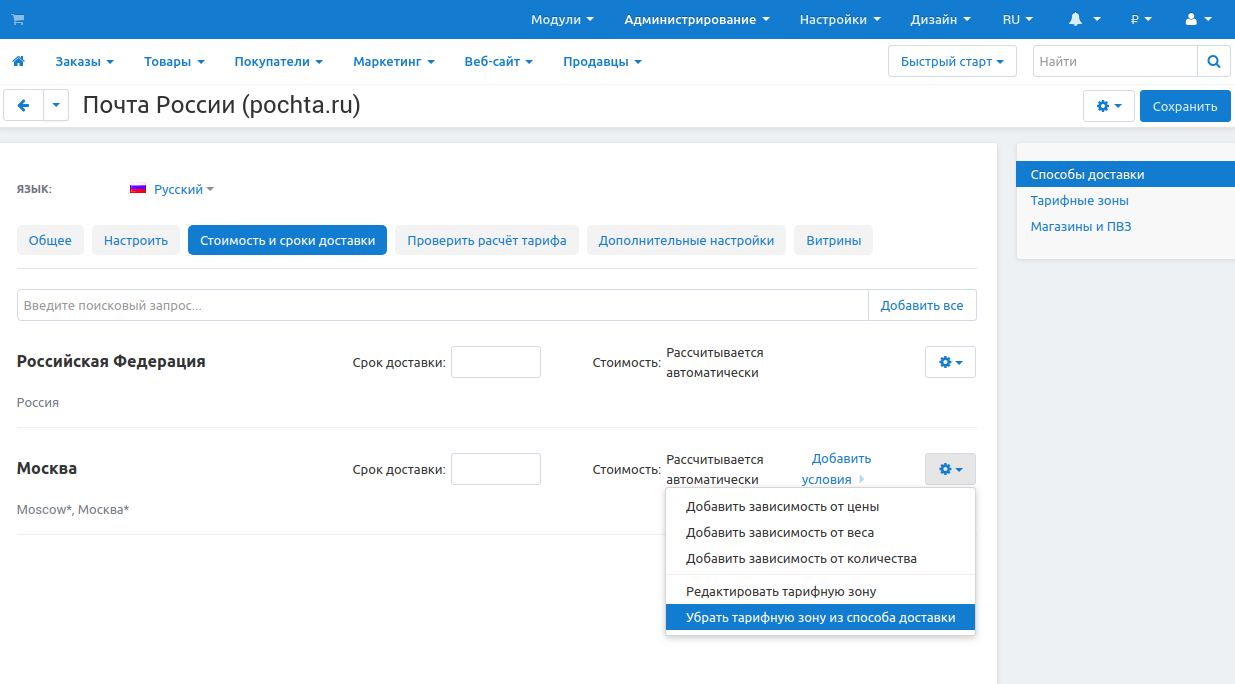 Модули Администрирование Настройки Дизайн RU ₽
Заказы Товары Покупатели Маркетинг Веб-сайт Продавцы Быстрый старт Найти
Почта России (pochta.ru) Сохранить
Способы доставки
Тарифные зоны
Магазины и ПВЗ
ЯЗЫК: Русский
Общее Настроить Стоимость и сроки доставки Проверить расчёт тарифа Дополнительные настройки Витрины
Введите поисковый запрос... Добавить все
Российская Федерация Срок доставки: Стоимость: Рассчитывается
автоматически
Россия
Москва Срок доставки: Стоимость: Рассчитывается Добавить
автоматически условия
Moscow*, Москва*
Добавить зависимость от цены
Добавить зависимость от веса
Добавить зависимость от количества
Редактировать тарифную зону
Убрать тарифную зону из способа доставки